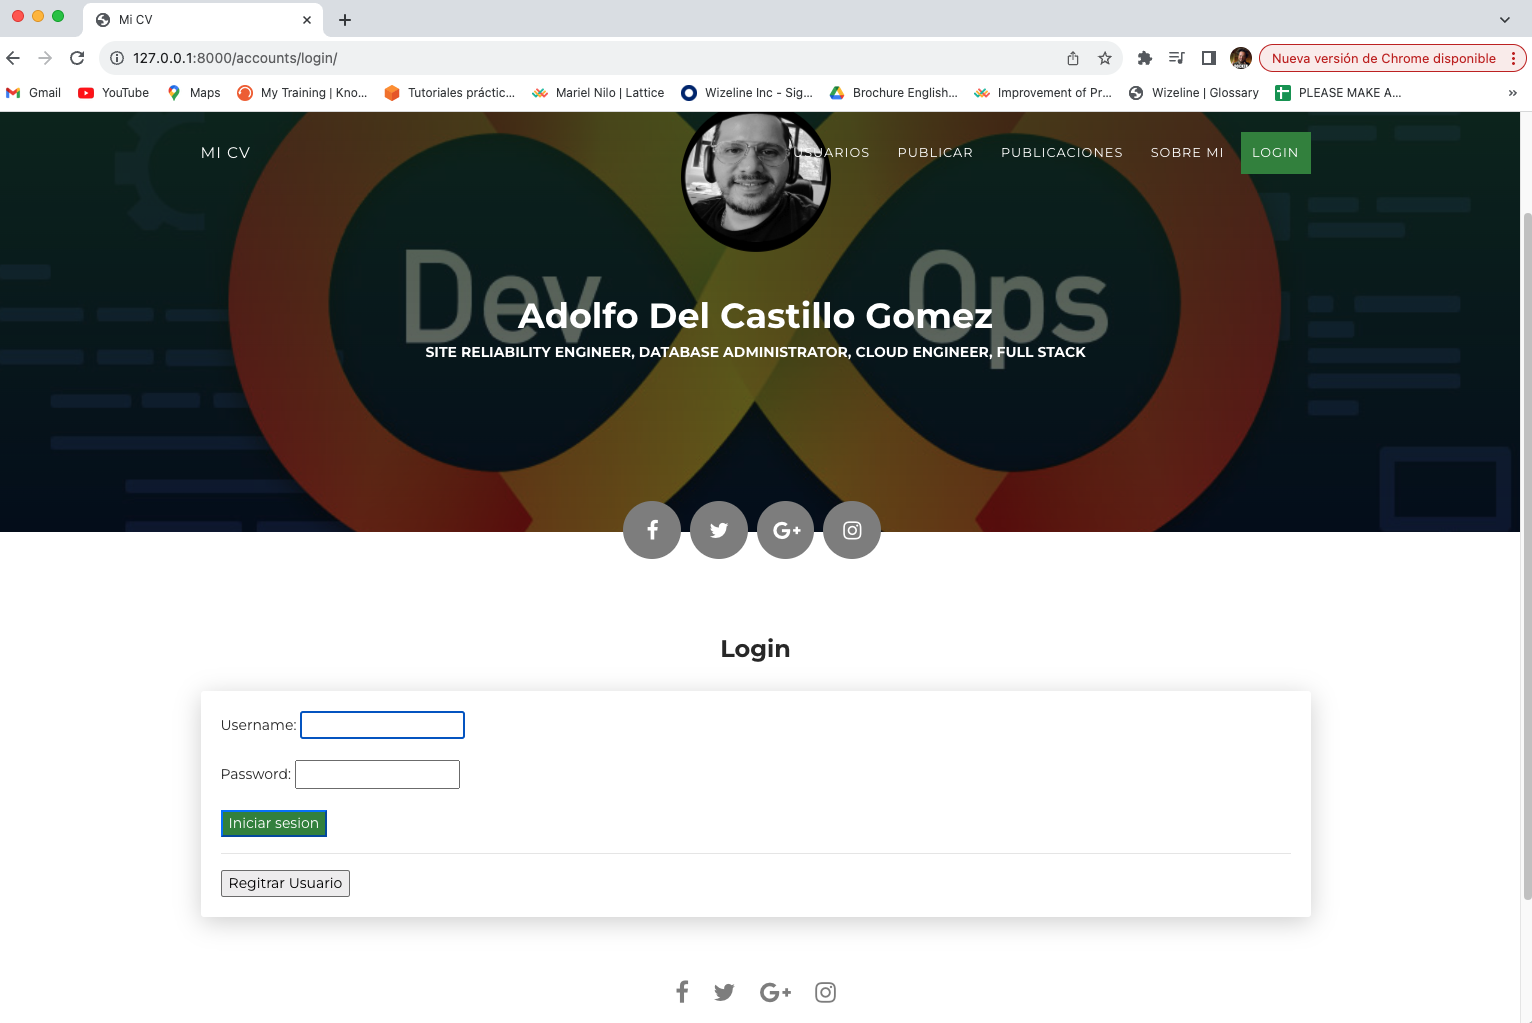 Mi CV
127.0.0.1:8000/accounts/login/
Nueva versión de Chrome disponible
Gmail YouTube Maps My Training | Kno... Tutoriales práctic... Mariel Nilo | Lattice Wizeline Inc - Sig... Brochure English... Improvement of Pr... Wizeline | Glossary PLEASE MAKE A... »
MI CV USUARIOS PUBLICAR PUBLICACIONES SOBRE MI LOGIN
Dev Ops
Adolfo Del Castillo Gomez
SITE RELIABILITY ENGINEER, DATABASE ADMINISTRATOR, CLOUD ENGINEER, FULL STACK
Login
Username:
Password:
Iniciar sesion
Regitrar Usuario